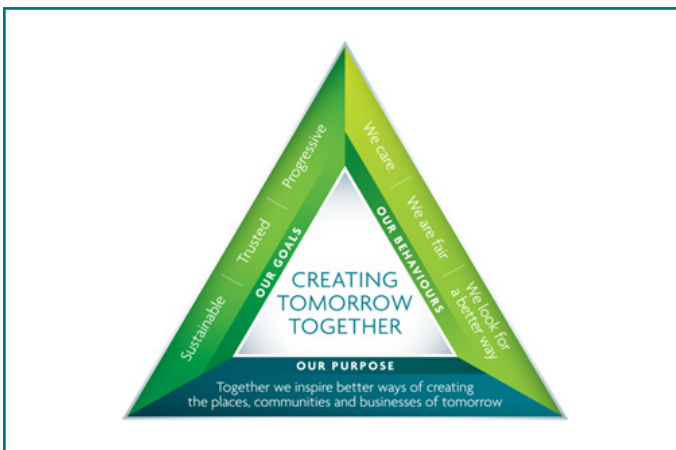 CREATING
TOMORROW
TOGETHER
OUR GOALS
Sustainable
Trusted
Progressive
OUR BEHAVIOURS
We care
We are fair
We look for
a better way
OUR PURPOSE
Together we inspire better ways of creating
the places, communities and businesses of tomorrow